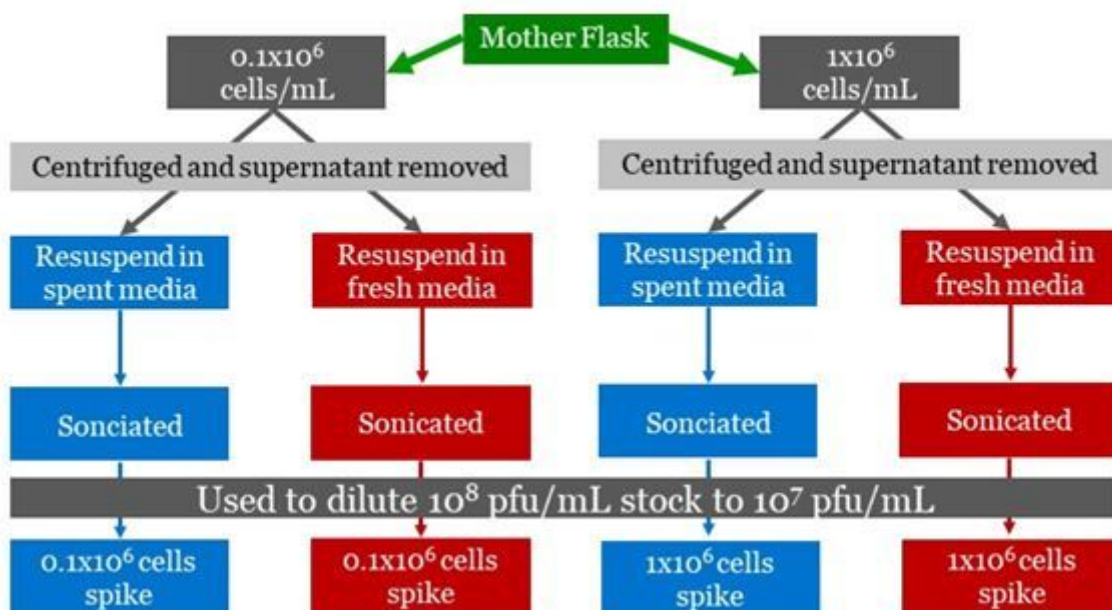 Mother Flask
0.1x10⁶
cells/mL
1x10⁶
cells/mL
Centrifuged and supernatant removed
Centrifuged and supernatant removed
Resuspend in
spent media
Resuspend in
fresh media
Resuspend in
spent media
Resuspend in
fresh media
Sonciated
Sonicated
Sonciated
Sonicated
Used to dilute 10⁸ pfu/mL stock to 10⁷ pfu/mL
0.1x10⁶ cells
spike
0.1x10⁶ cells
spike
1x10⁶ cells
spike
1x10⁶ cells
spike